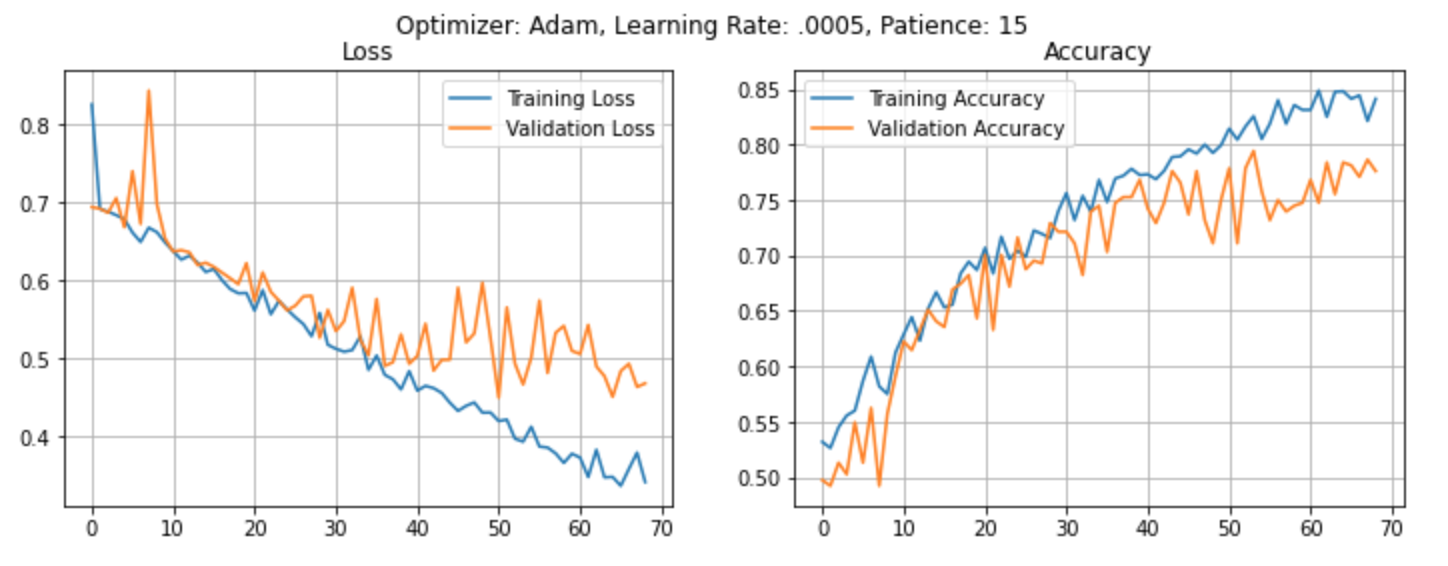 Optimizer: Adam, Learning Rate: .0005, Patience: 15
Loss
Training Loss
Validation Loss
0.8
0.7
0.6
0.5
0.4
0 10 20 30 40 50 60 70
Accuracy
Training Accuracy
Validation Accuracy
0.85
0.80
0.75
0.70
0.65
0.60
0.55
0.50
0 10 20 30 40 50 60 70